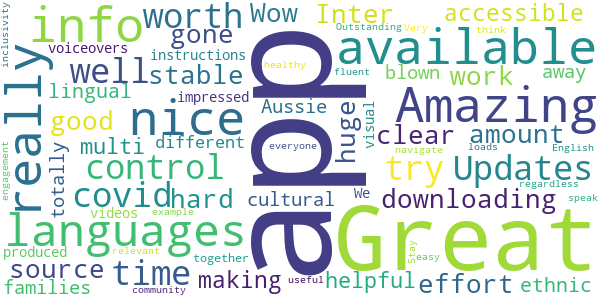 info
worth
Wow
Inter
accessible
gone
available
inclusivity
voiceovers
instructions
Outstanding
Very
think
really
well
stable
healthy
fluent
blown
work
away
lingual
.impressed
nice
app
huge
visual
Amazing
good
Aussie
clear
amount
multi
different
everyone
totally
control
try
Updates
navigate
loads
English
engagement
covid
hard
cultural
We
downloading
regardless
speak
videos
example
languages
Great
Stay
easy
produced
relevant
together
source
time
making
helpful
effort
ethnic
families
community
useful